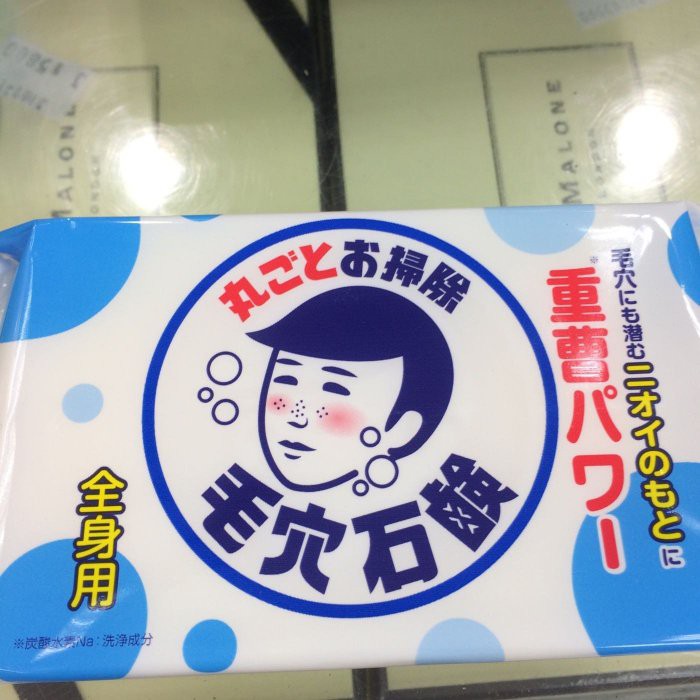 MALONE
MALONE
LONDON
丸ごとお掃除
毛穴石鹸
毛穴にも潜むニオイのもとに
※重曹パワー
全身用
※炭酸水素Na:洗浄成分